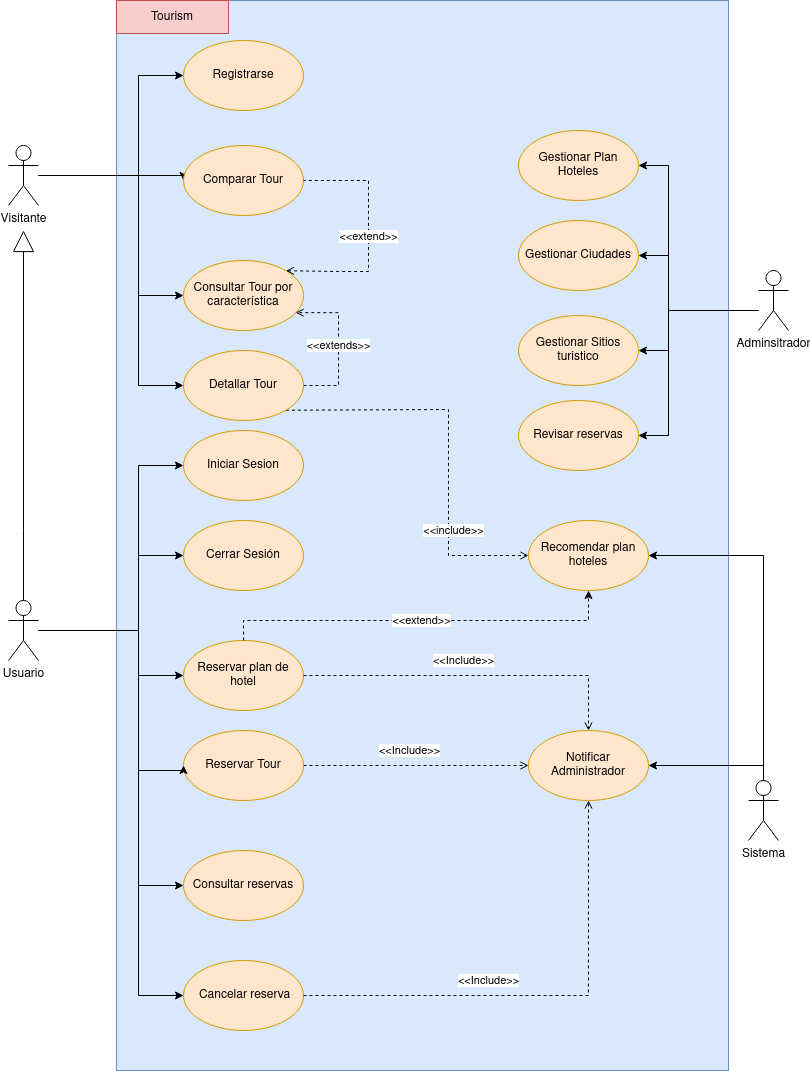 Tourism
Registrarse
Visitante
Comparar Tour
Gestionar Plan
Hoteles
<<extend>>
Gestionar Ciudades
Consultar Tour por
característica
<<extends>>
Gestionar Sitios
turistico
Adminsitrador
Detallar Tour
Revisar reservas
Iniciar Sesion
<<include>>
Cerrar Sesión
Recomendar plan
hoteles
<<extend>>
Usuario
Reservar plan de
hotel
<<Include>>
Reservar Tour
<<Include>>
Notificar
Administrador
Sistema
Consultar reservas
<<Include>>
Cancelar reserva